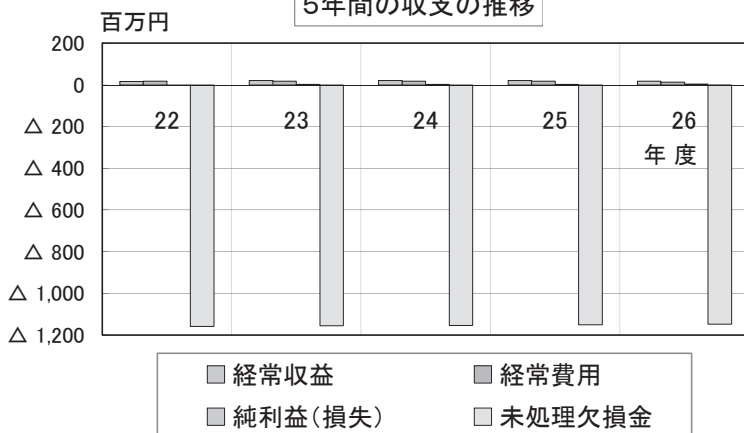 5年間の収支の推移
百万円
200
0
△ 200
△ 400
△ 600
△ 800
△ 1,000
△ 1,200
22 23 24 25 26
年 度
経常収益 経常費用
純利益(損失) 未処理欠損金